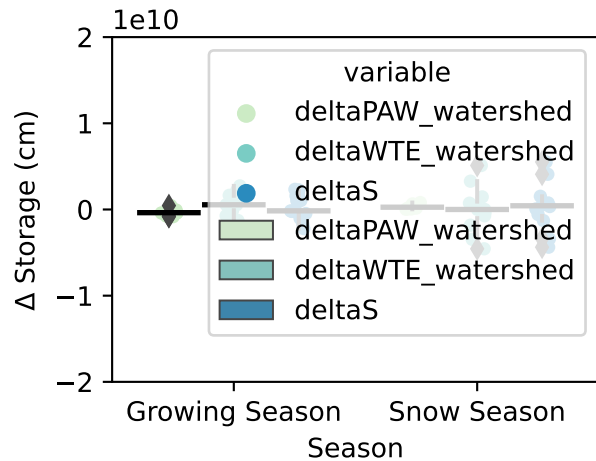 1e10
2
1
0
−1
−2
Δ Storage (cm)
variable
deltaPAW_watershed
deltaWTE_watershed
deltaS
deltaPAW_watershed
deltaWTE_watershed
deltaS
Growing Season
Snow Season
Season